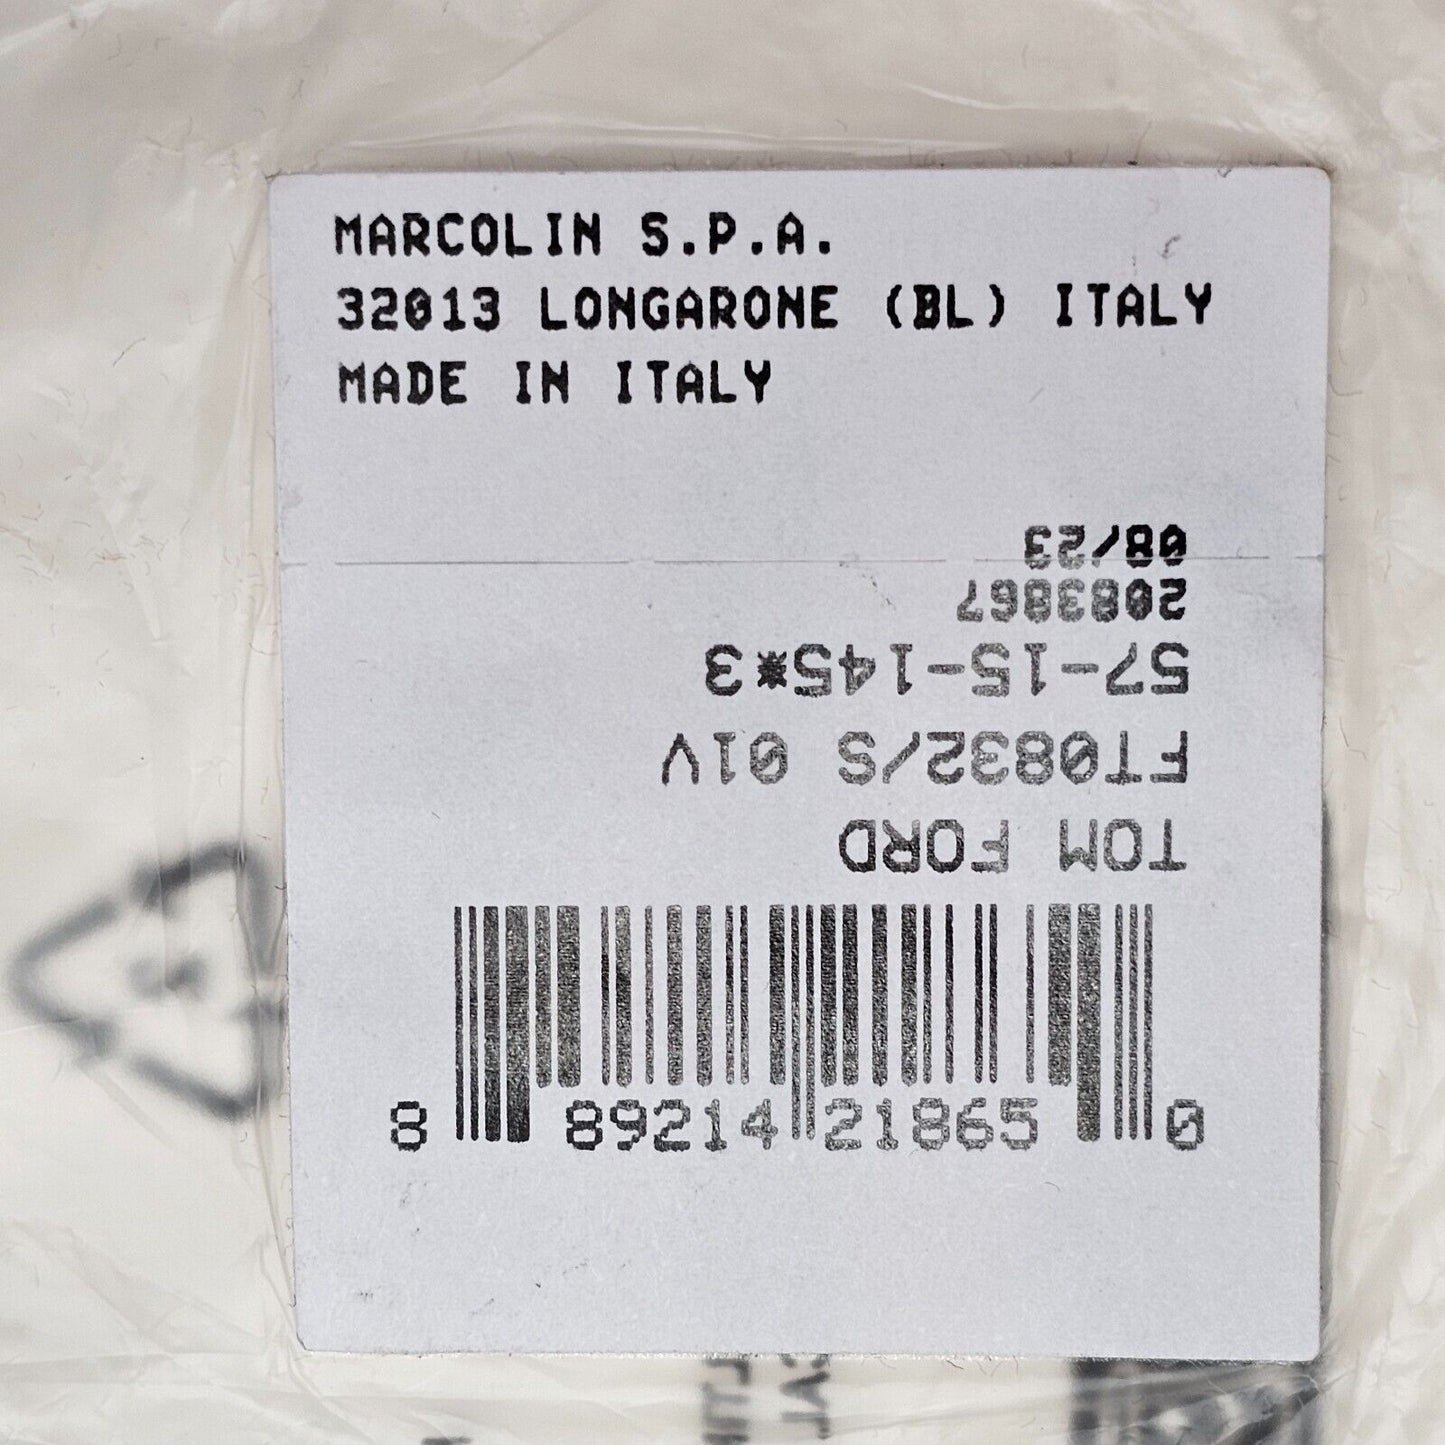 MARCOLIN S.P.A.
32013 LONGARONE (BL) ITALY
MADE IN ITALY
TOM FORD
FT0832/S 01V
57-15-145*3
2083867
08/23
8 89214 21865 0